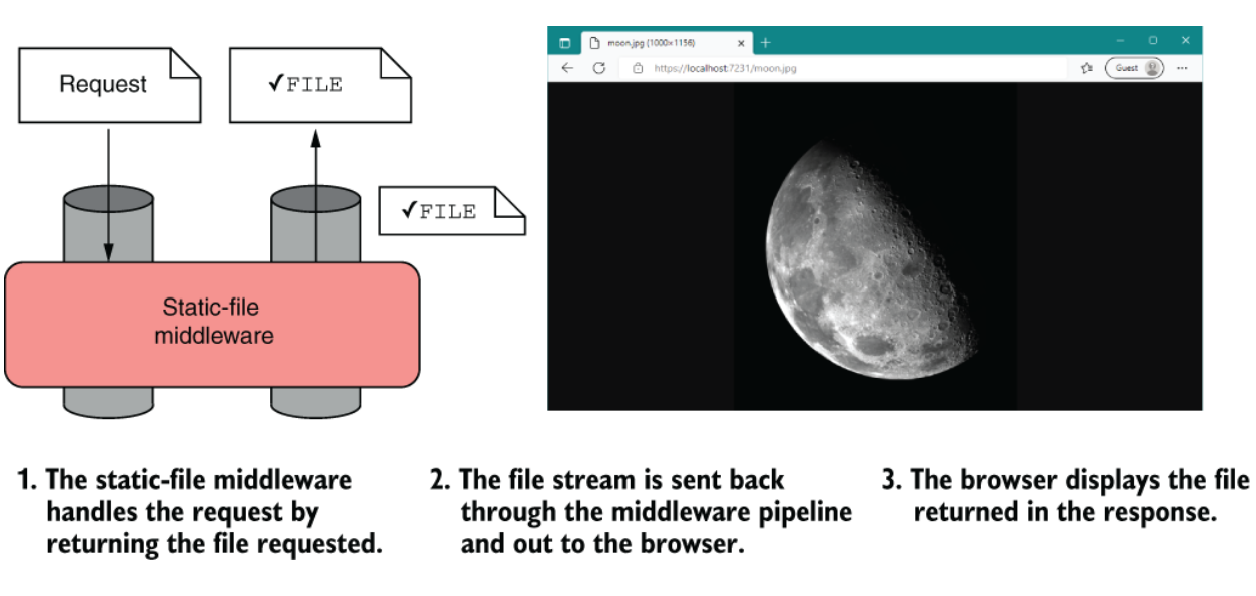 Request
✓FILE
✓FILE
Static-file
middleware
moon.jpg (1000×1156)
https://localhost:7231/moon.jpg
Guest
1. The static-file middleware
handles the request by
returning the file requested.
2. The file stream is sent back
through the middleware pipeline
and out to the browser.
3. The browser displays the file
returned in the response.